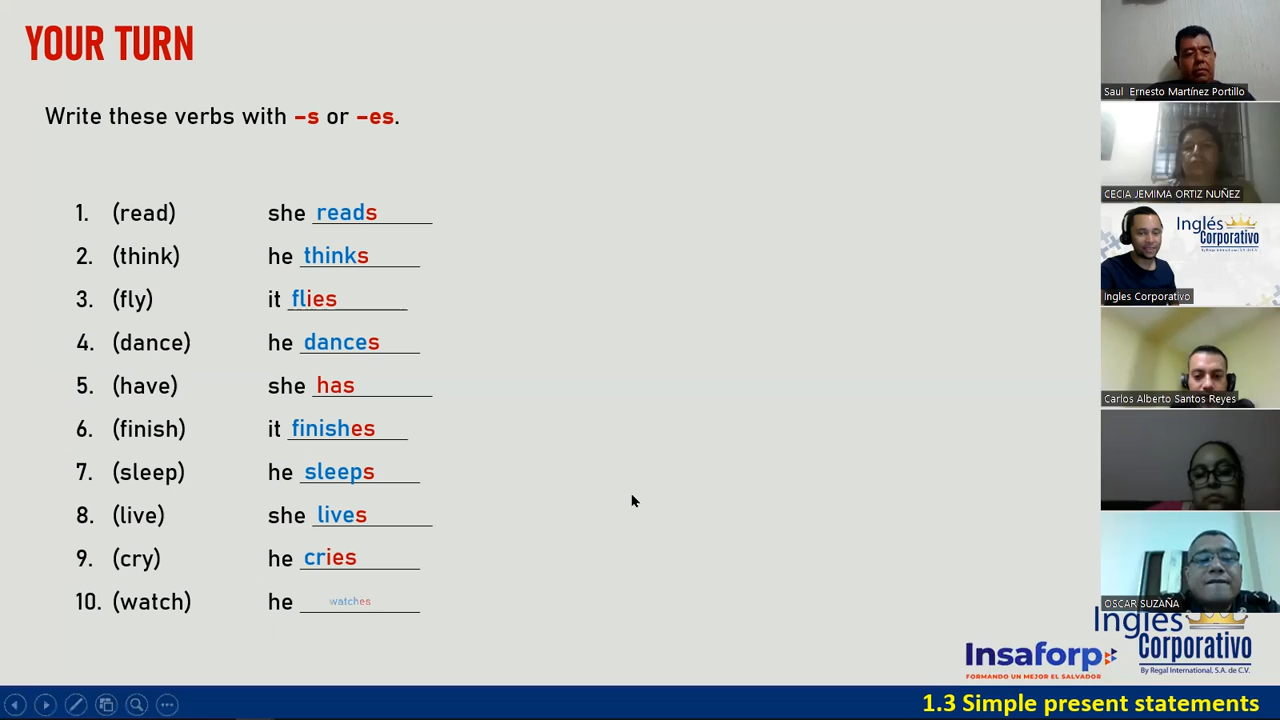 YOUR TURN
Write these verbs with –s or –es.
1. (read) she reads
2. (think) he thinks
3. (fly) it flies
4. (dance) he dances
5. (have) she has
6. (finish) it finishes
7. (sleep) he sleeps
8. (live) she lives
9. (cry) he cries
10. (watch) he watches
Saul Ernesto Martínez Portillo
CECIA JEMIMA ORTIZ NUÑEZ
Inglés
Corporativo
By Regal International, S.A. de C.V.
Ingles Corporativo
Carlos Alberto Santos Reyes
OSCAR SUZAÑA
Insaforp
FORMANDO UN MEJOR EL SALVADOR
Inglés
Corporativo
By Regal International, S.A. de C.V.
1.3 Simple present statements